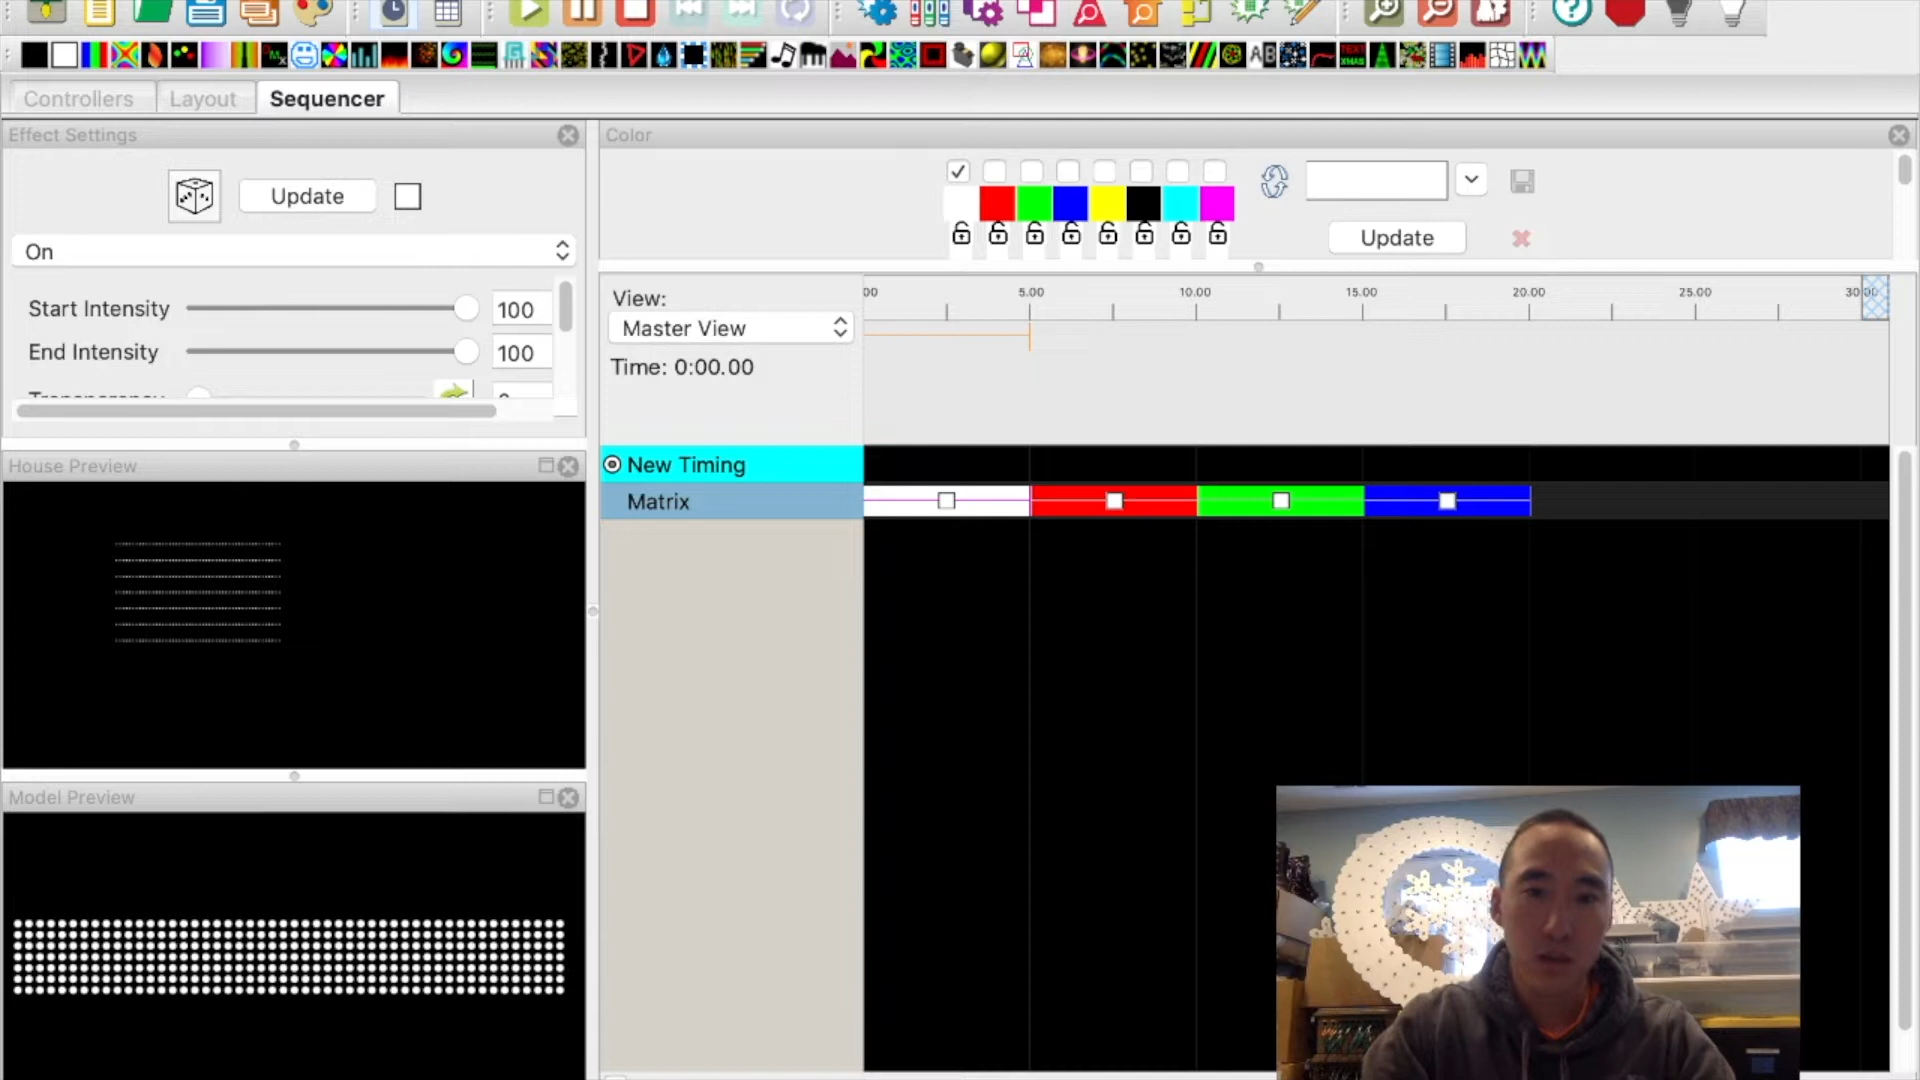 Controllers
Layout
Sequencer
Effect Settings
Color
Update
On
Start Intensity
100
End Intensity
100
Update
View:
Master View
Time: 0:00.00
00
5.00
10.00
15.00
20.00
25.00
New Timing
Matrix
House Preview
Model Preview